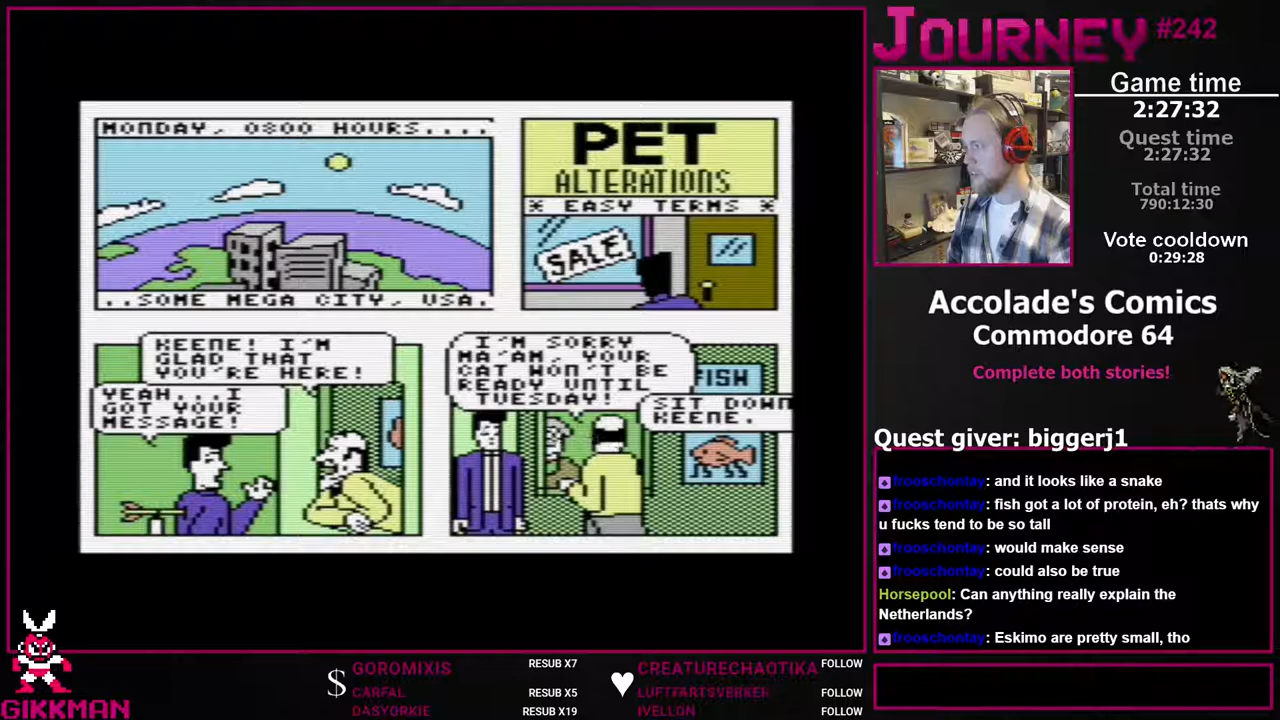 JOURNEY #242
MONDAY, 0800 HOURS....
..SOME MEGA CITY, USA.
PET
ALTERATIONS
* EASY TERMS *
SALE
KEENE! I'M
GLAD THAT
YOU'RE HERE!
YEAH...I
GOT YOUR
MESSAGE!
I'M SORRY
MA'AM, YOUR
CAT WON'T BE
READY UNTIL
TUESDAY!
FISH
SIT DOWN
KEENE.
Game time
2:27:32
Quest time
2:27:32
Total time
790:12:30
Vote cooldown
0:29:28
Accolade's Comics
Commodore 64
Complete both stories!
Quest giver: biggerj1
frooschontay: and it looks like a snake
frooschontay: fish got a lot of protein, eh? thats why
u fucks tend to be so tall
frooschontay: would make sense
frooschontay: could also be true
Horsepool: Can anything really explain the
Netherlands?
frooschontay: Eskimo are pretty small, tho
GIKKMAN
$
GOROMIXIS RESUB X7
CARFAL RESUB X5
DASYORKIE RESUB X19
CREATURECHAOTIKA FOLLOW
LUFTFARTSVERKER FOLLOW
IVELLON FOLLOW